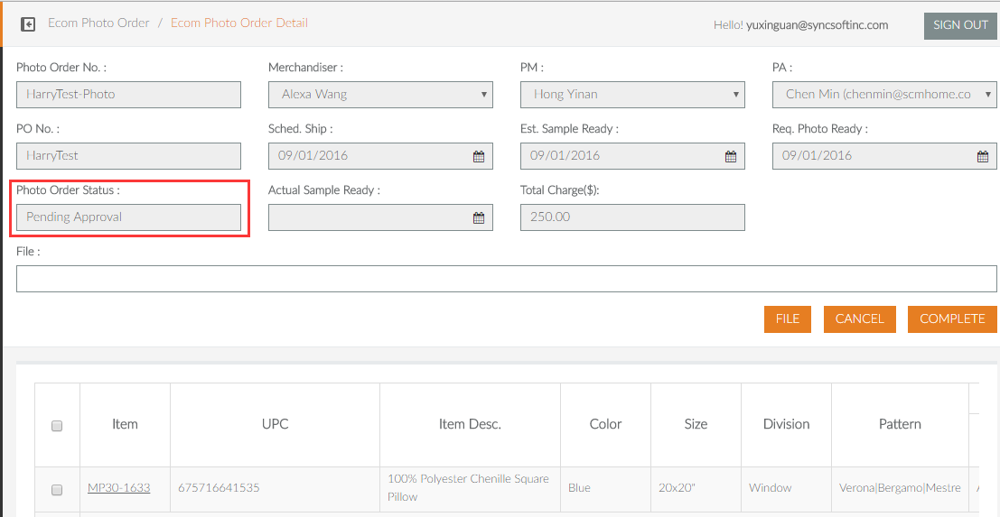 Ecom Photo Order / Ecom Photo Order Detail
Hello! yuxinguan@syncsoftinc.com
SIGN OUT
Photo Order No. :
Merchandiser :
PM :
PA :
HarryTest-Photo
Alexa Wang
Hong Yinan
Chen Min (chenmin@scmhome.co
PO No. :
Sched. Ship :
Est. Sample Ready :
Req. Photo Ready :
HarryTest
09/01/2016
09/01/2016
09/01/2016
Photo Order Status :
Actual Sample Ready :
Total Charge($):
Pending Approval
250.00
File :
FILE
CANCEL
COMPLETE
Item
UPC
Item Desc.
Color
Size
Division
Pattern
MP30-1633
675716641535
100% Polyester Chenille Square
Pillow
Blue
20x20"
Window
Verona|Bergamo|Mestre